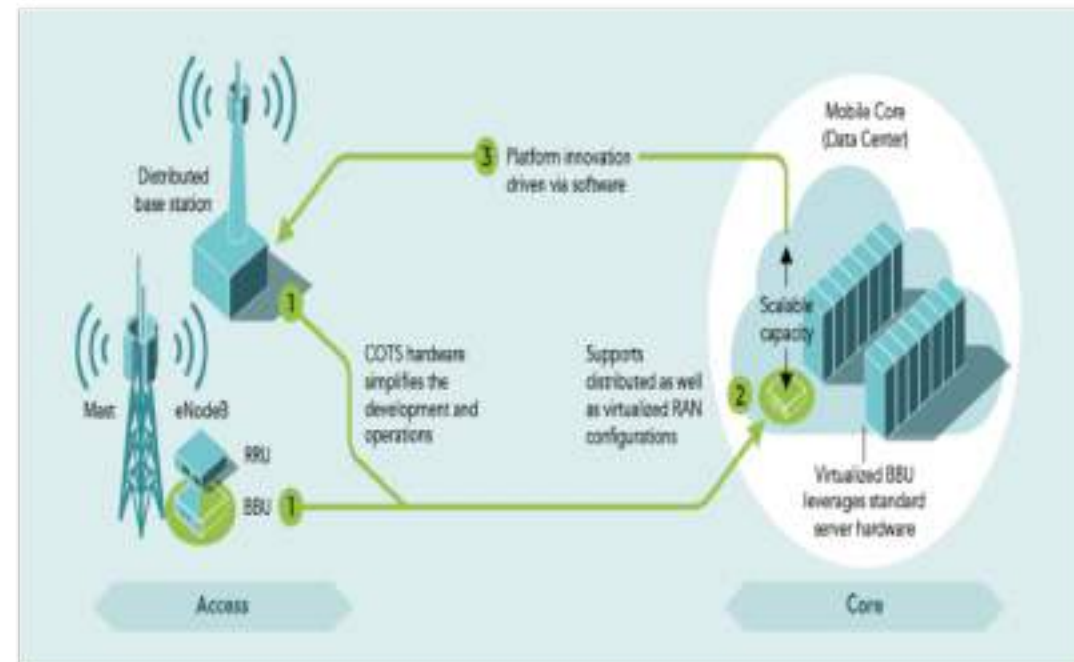 Mobile Core
(Data Center)
3 Platform innovation
driven via software
Distributed
base station
1
Scalable
capacity
COTS hardware
simplifies the
development and
operations
Supports
distributed as well
as virtualized RAN
configurations
2
Mast
eNodeB
RRU
BBU 1
Virtualized BBU
leverages standard
server hardware
Access
Core